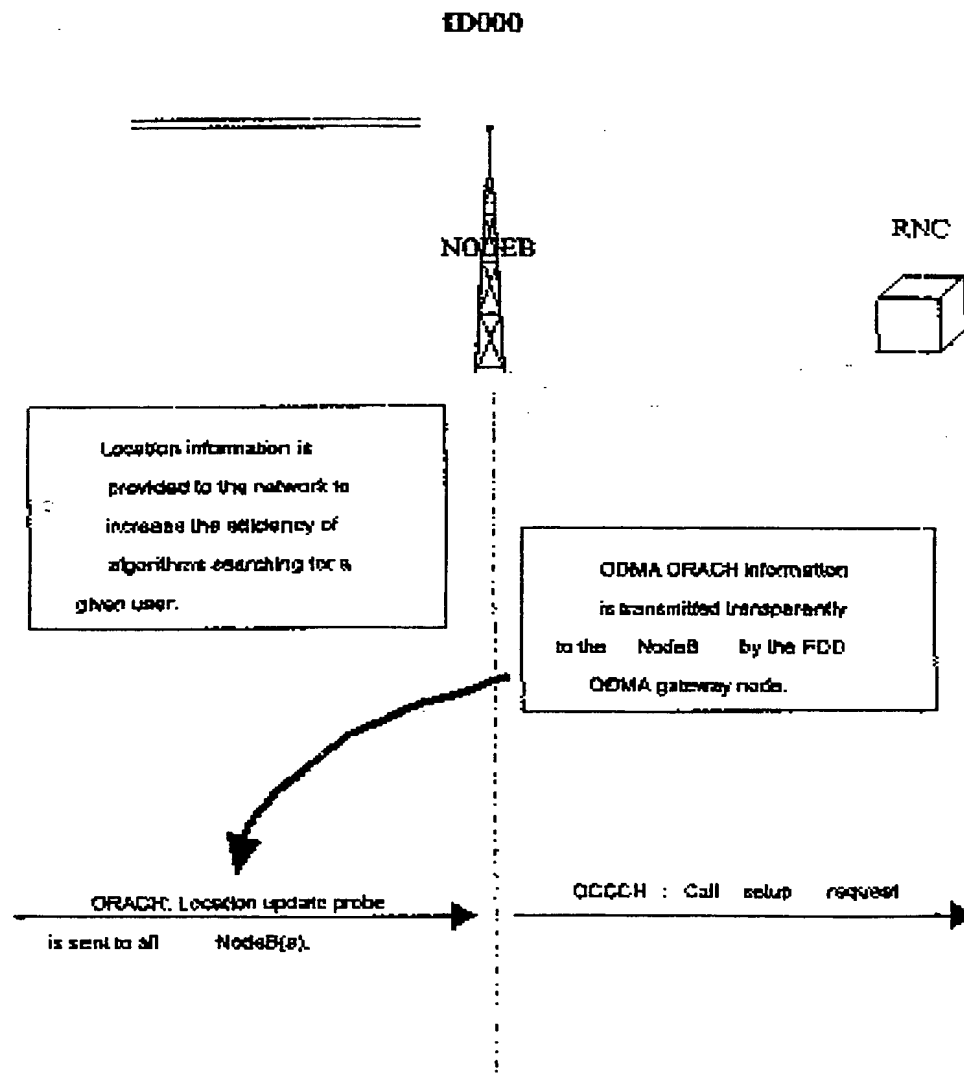 ID000
NODEB
RNC
Location information is
provided to the network to
increase the efficiency of
algorithms searching for a
given user.
ODMA ORACH information
is transmitted transparently
to the NodeB by the FDD
ODMA gateway node.
ORACH: Location update probe
is sent to all NodeB(s).
OCCCH : Call setup request